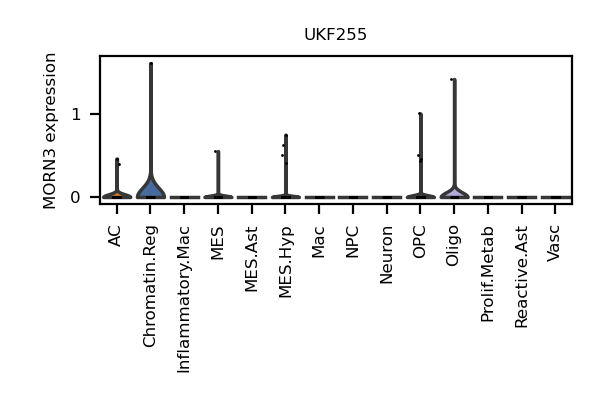 UKF255
MORN3 expression
1
0
AC
Chromatin.Reg
Inflammatory.Mac
MES
MES.Ast
MES.Hyp
Mac
NPC
Neuron
OPC
Oligo
Prolif.Metab
Reactive.Ast
Vasc